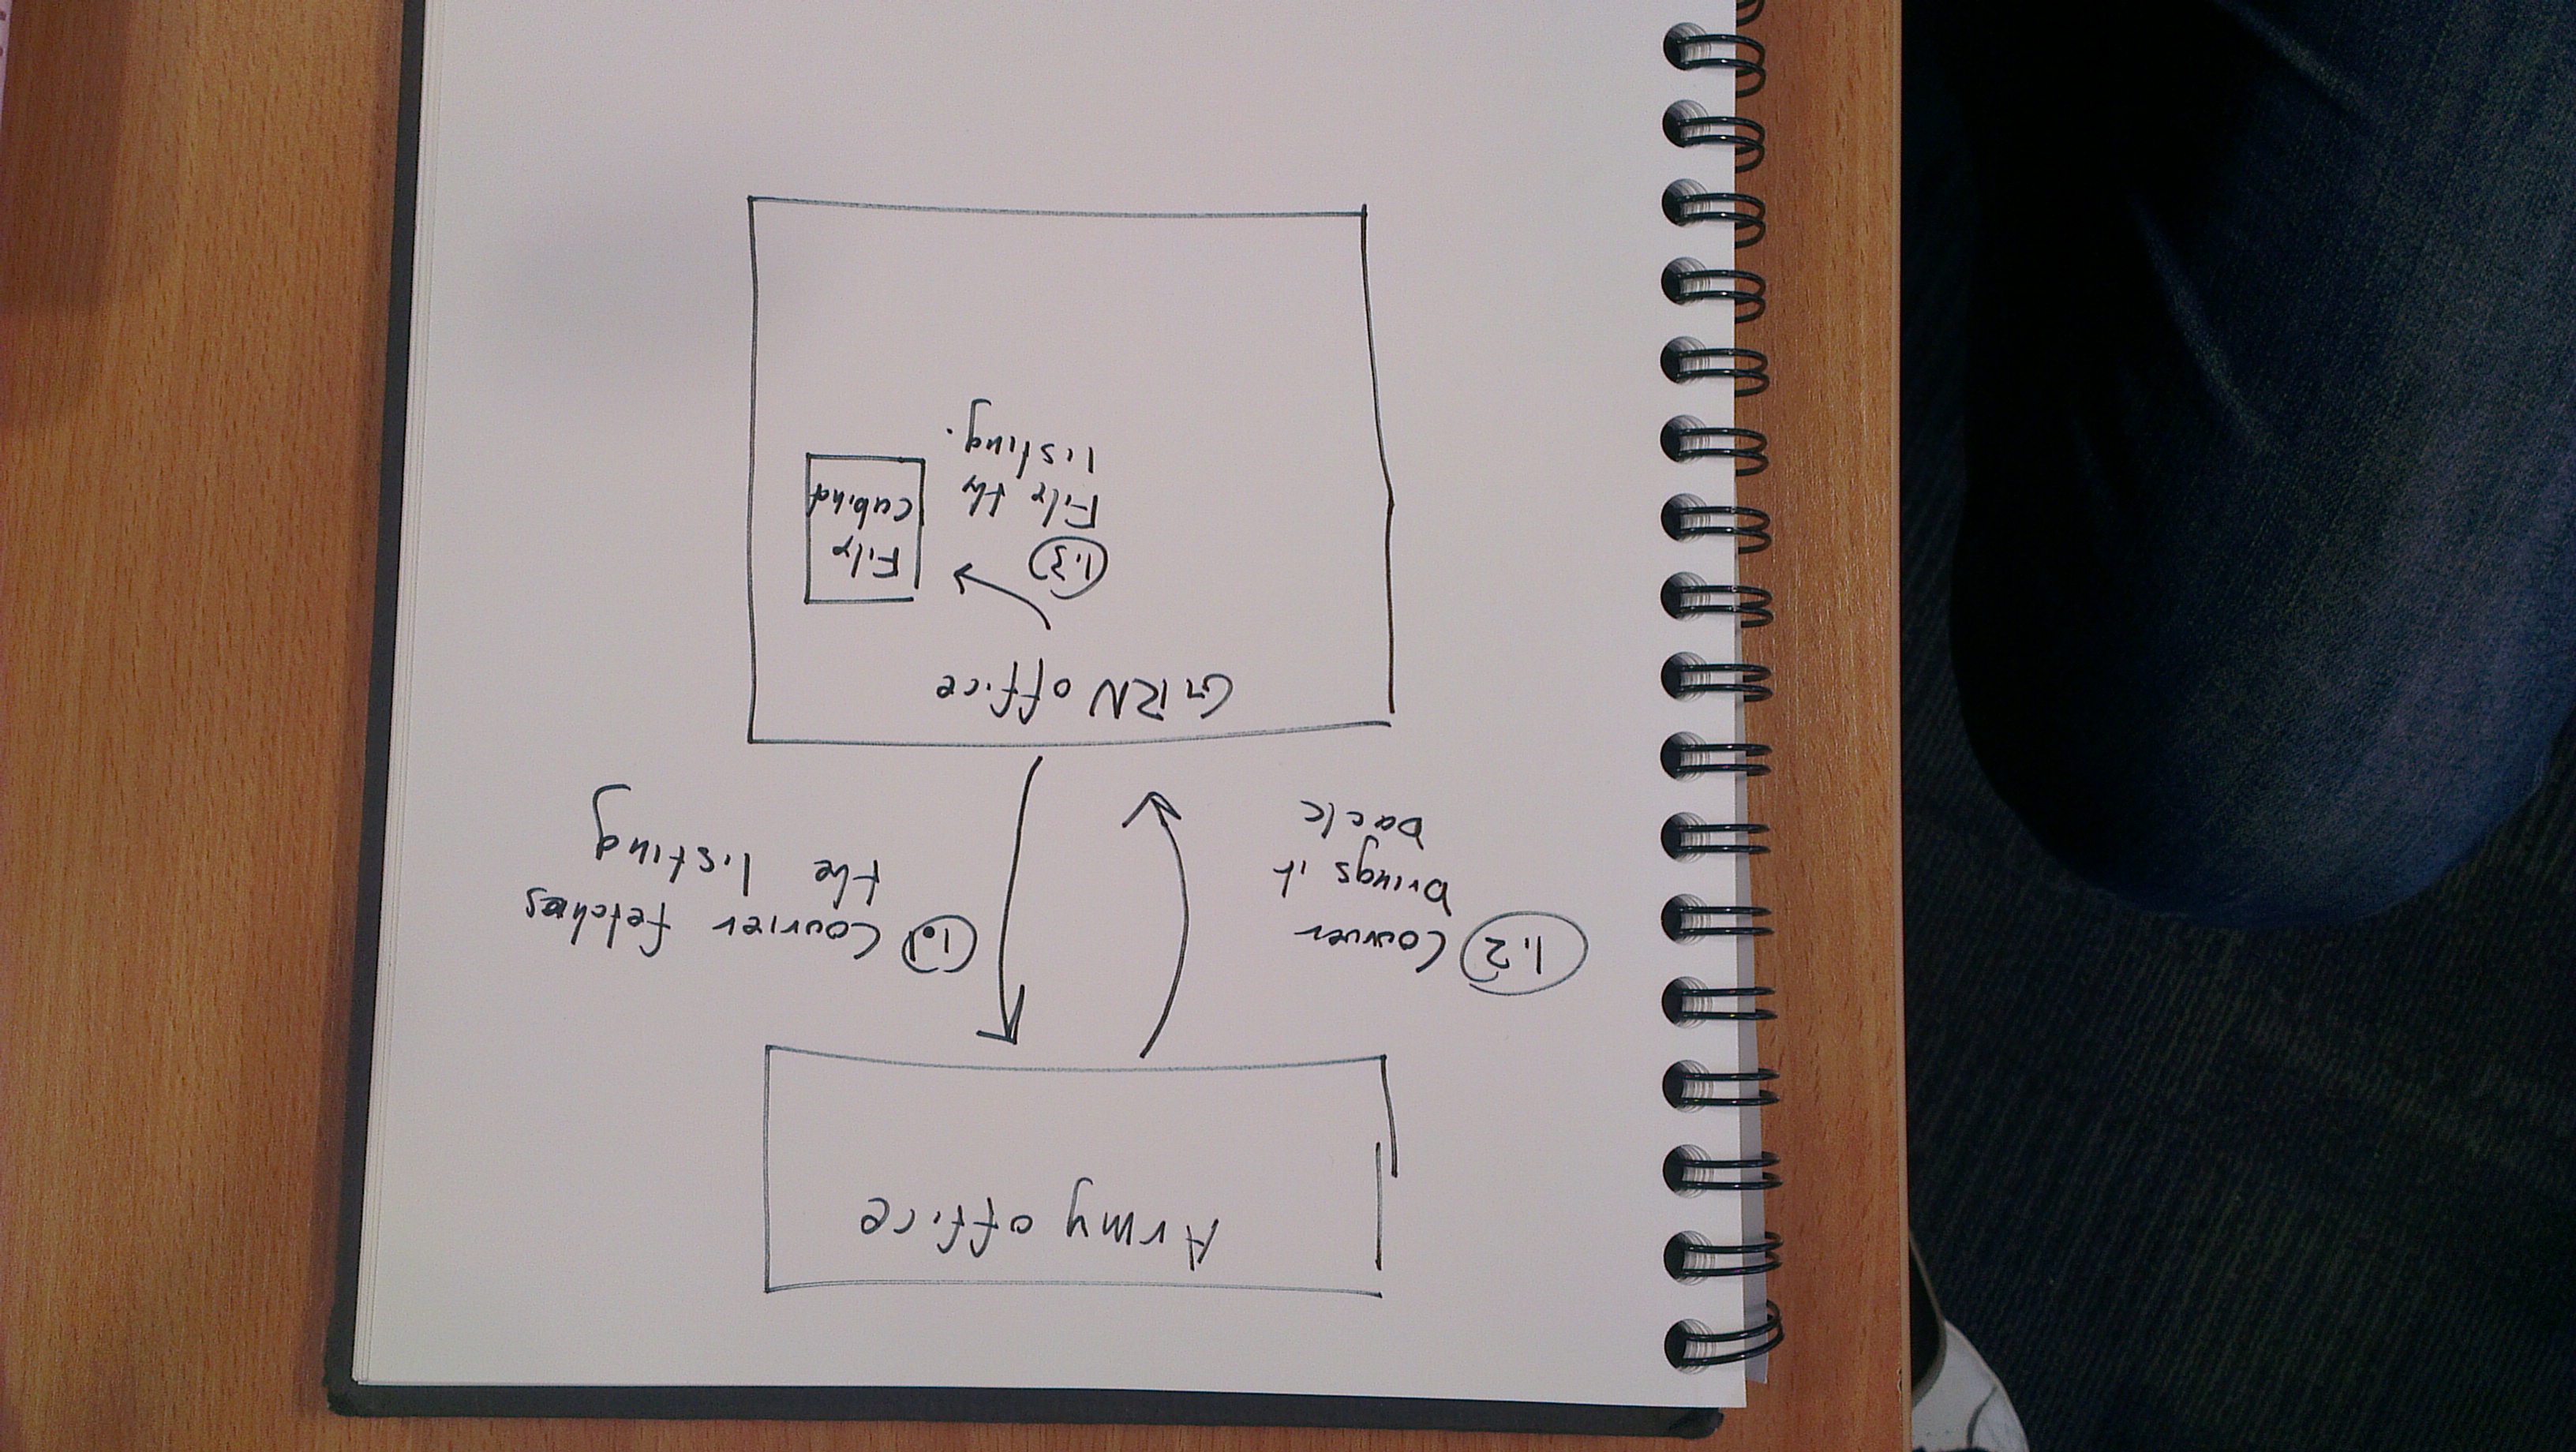 Army office
1.2
Courier
brings it
back
1.1
Courier fetches
the listing
GRN office
1.3
File the
listing.
File
Cabinet